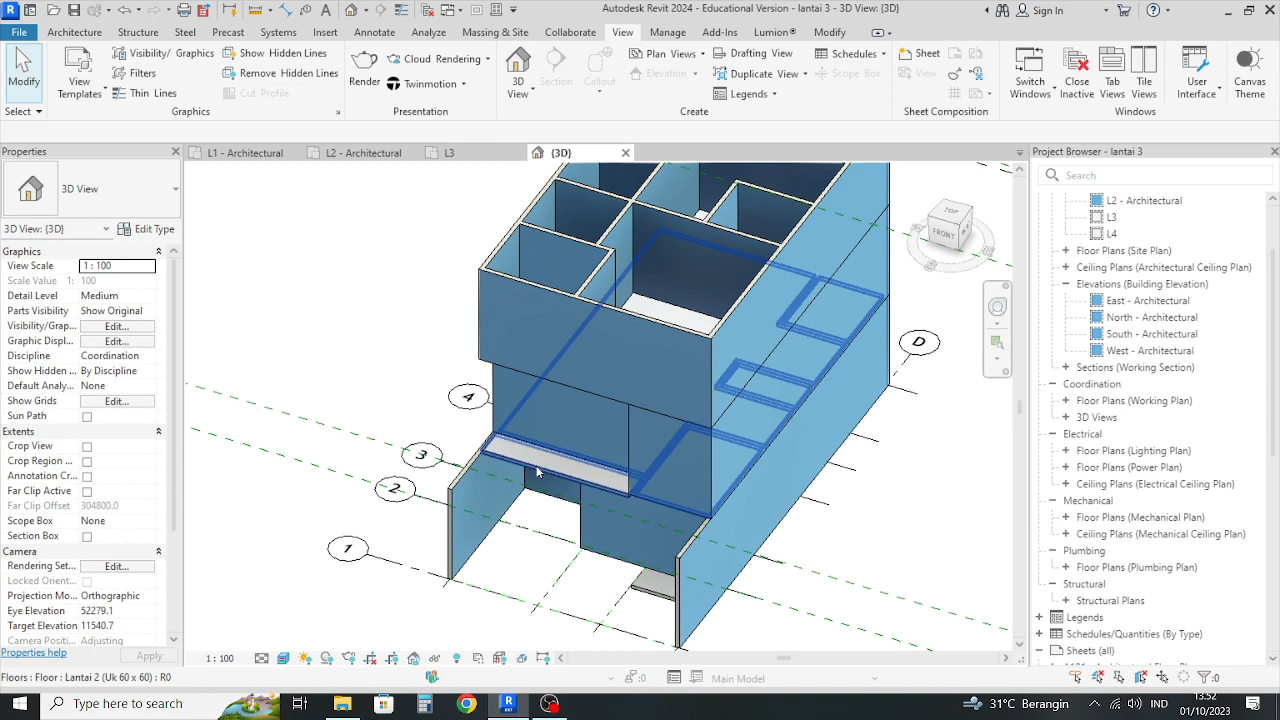 Autodesk Revit 2024 - Educational Version - lantai 3 - 3D View: {3D}
Sign In
File
Architecture
Structure
Steel
Precast
Systems
Insert
Annotate
Analyze
Massing & Site
Collaborate
View
Manage
Add-Ins
Lumion®
Modify
Modify
View
Templates
Visibility/ Graphics
Filters
Thin Lines
Show Hidden Lines
Remove Hidden Lines
Cut Profile
Render
Cloud Rendering
Twinmotion
3D
View
Section
Callout
Plan Views
Elevation
Drafting View
Duplicate View
Legends
Schedules
Scope Box
Sheet
View
Switch
Windows
Close
Inactive
Tab
Views
Tile
Views
User
Interface
Canvas
Theme
Select
Graphics
Presentation
Create
Sheet Composition
Windows
Properties
L1 - Architectural
L2 - Architectural
L3
{3D}
Project Browser - lantai 3
3D View
3D View: {3D}
Edit Type
Graphics
View Scale 1 : 100
Scale Value 1: 100
Detail Level Medium
Parts Visibility Show Original
Visibility/Grap... Edit...
Graphic Displ... Edit...
Discipline Coordination
Show Hidden ... By Discipline
Default Analy... None
Show Grids Edit...
Sun Path
Extents
Crop View
Crop Region ...
Annotation Cr...
Far Clip Active
Far Clip Offset 304800.0
Scope Box None
Section Box
Camera
Rendering Set... Edit...
Locked Orient...
Projection Mo... Orthographic
Eye Elevation 52279.1
Target Elevation 11540.7
Camera Positi... Adjusting
Properties help
Apply
TOP
FRONT
D
4
3
2
1
Search
L2 - Architectural
L3
L4
Floor Plans (Site Plan)
Ceiling Plans (Architectural Ceiling Plan)
Elevations (Building Elevation)
East - Architectural
North - Architectural
South - Architectural
West - Architectural
Sections (Working Section)
Coordination
Floor Plans (Working Plan)
3D Views
Electrical
Floor Plans (Lighting Plan)
Floor Plans (Power Plan)
Ceiling Plans (Electrical Ceiling Plan)
Mechanical
Floor Plans (Mechanical Plan)
Ceiling Plans (Mechanical Ceiling Plan)
Plumbing
Floor Plans (Plumbing Plan)
Structural
Structural Plans
Legends
Schedules/Quantities (By Type)
Sheets (all)
1 : 100
Floors : Floor : Lantai 2 (Uk 60 x 60) : R0
:0
Main Model
:0
Type here to search
31°C Berangin
IND
13:52
01/10/2023